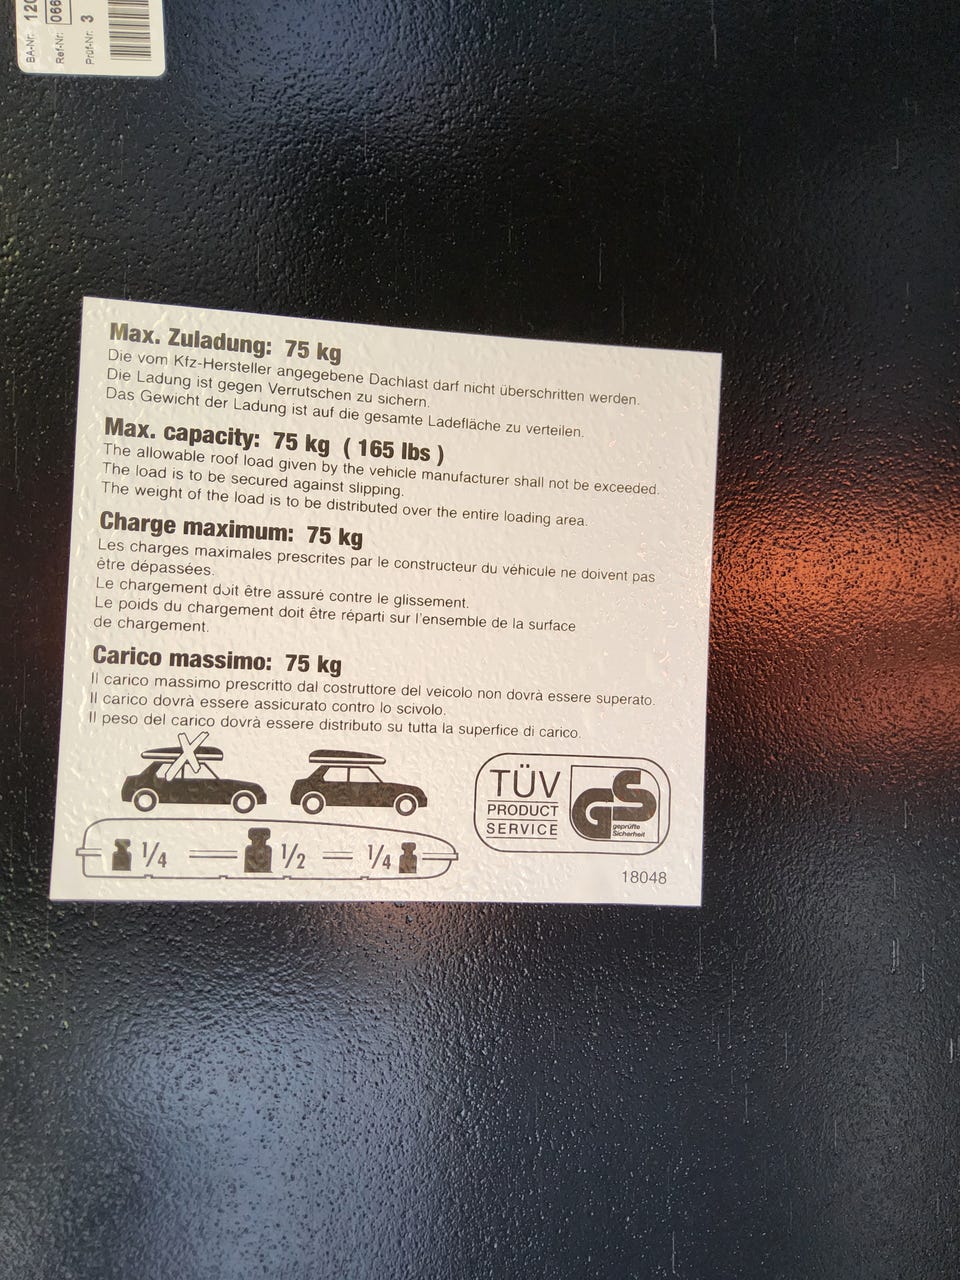 BA-Nr.: 120
Ref-Nr.: 066
Prüf-Nr.: 3
Max. Zuladung: 75 kg
Die vom Kfz-Hersteller angegebene Dachlast darf nicht überschritten werden.
Die Ladung ist gegen Verrutschen zu sichern.
Das Gewicht der Ladung ist auf die gesamte Ladefläche zu verteilen.
Max. capacity: 75 kg ( 165 lbs )
The allowable roof load given by the vehicle manufacturer shall not be exceeded.
The load is to be secured against slipping.
The weight of the load is to be distributed over the entire loading area.
Charge maximum: 75 kg
Les charges maximales prescrites par le constructeur du véhicule ne doivent pas
être dépassées.
Le chargement doit être assuré contre le glissement.
Le poids du chargement doit être réparti sur l'ensemble de la surface
de chargement.
Carico massimo: 75 kg
Il carico massimo prescritto dal costruttore del veicolo non dovrà essere superato.
Il carico dovrà essere assicurato contro lo scivolo.
Il peso del carico dovrà essere distributo su tutta la superfice di carico.
1/4 1/2 1/4
TÜV
PRODUCT
SERVICE
GS
geprüfte
Sicherheit
18048